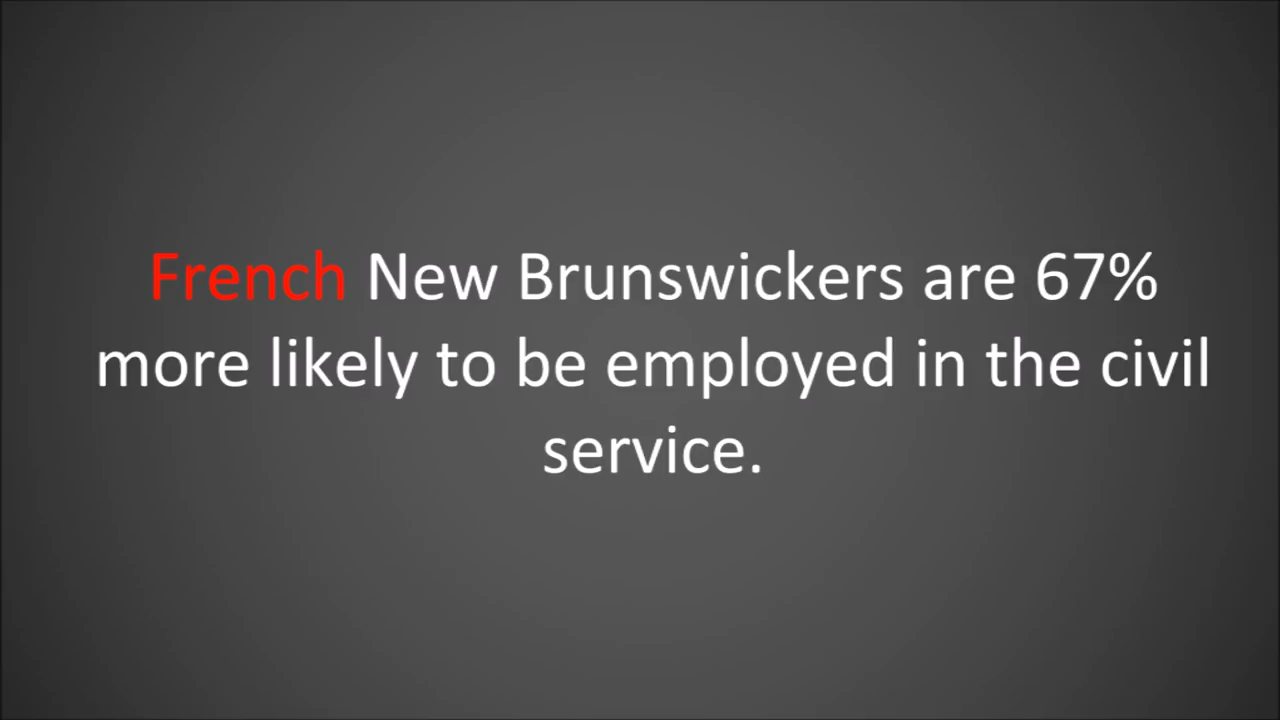 French New Brunswickers are 67%
more likely to be employed in the civil
service.